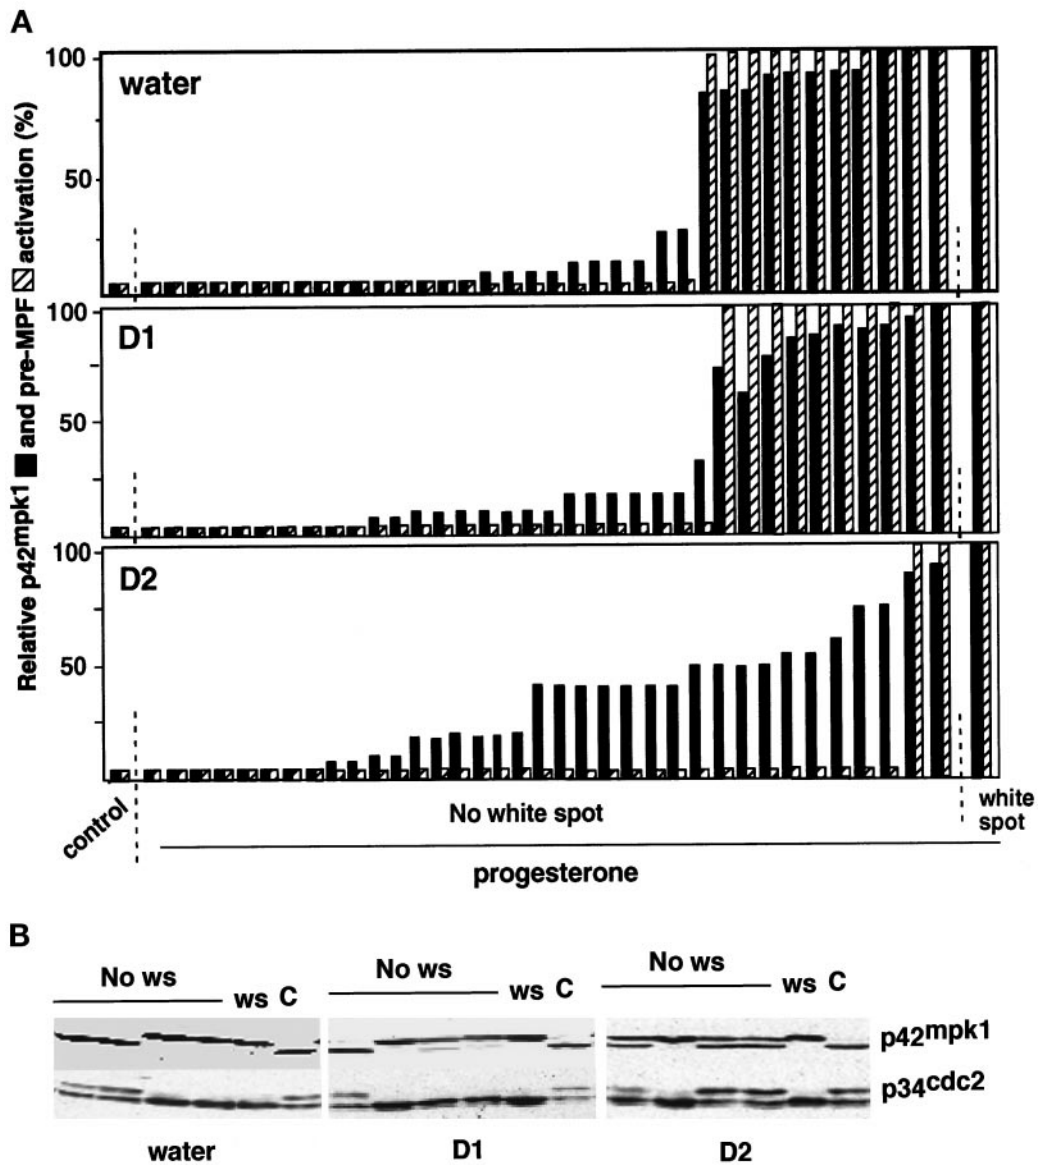 A
Relative p42mpk1 ■ and pre-MPF ▨ activation (%)
100
water
50
100
D1
50
100
D2
50
control
No white spot
white
spot
progesterone
B
No ws
ws C
No ws
ws C
No ws
ws C
p42mpk1
p34cdc2
water
D1
D2